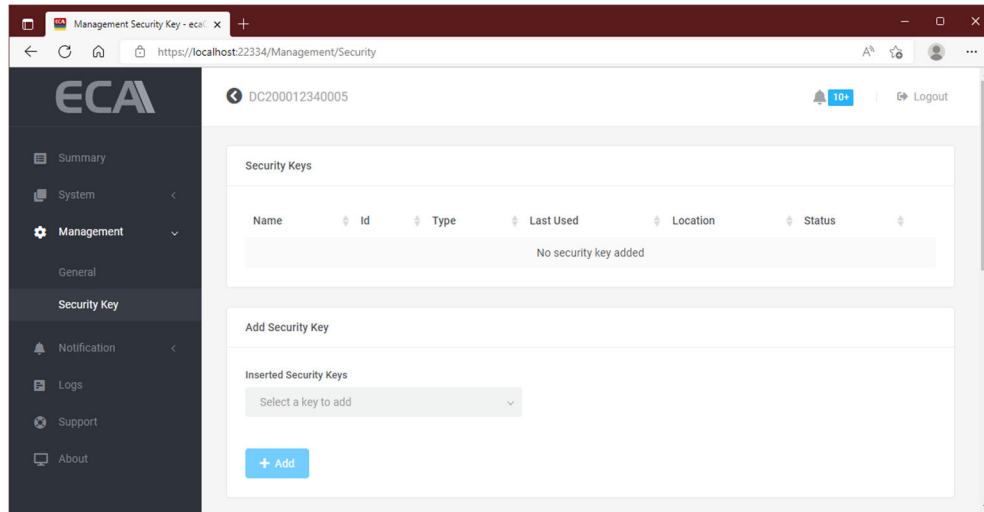 Management Security Key - eca
https://localhost:22334/Management/Security
ECA
DC200012340005
10+
Logout
Summary
System
Management
General
Security Key
Notification
Logs
Support
About
Security Keys
Name Id Type Last Used Location Status
No security key added
Add Security Key
Inserted Security Keys
Select a key to add
+ Add